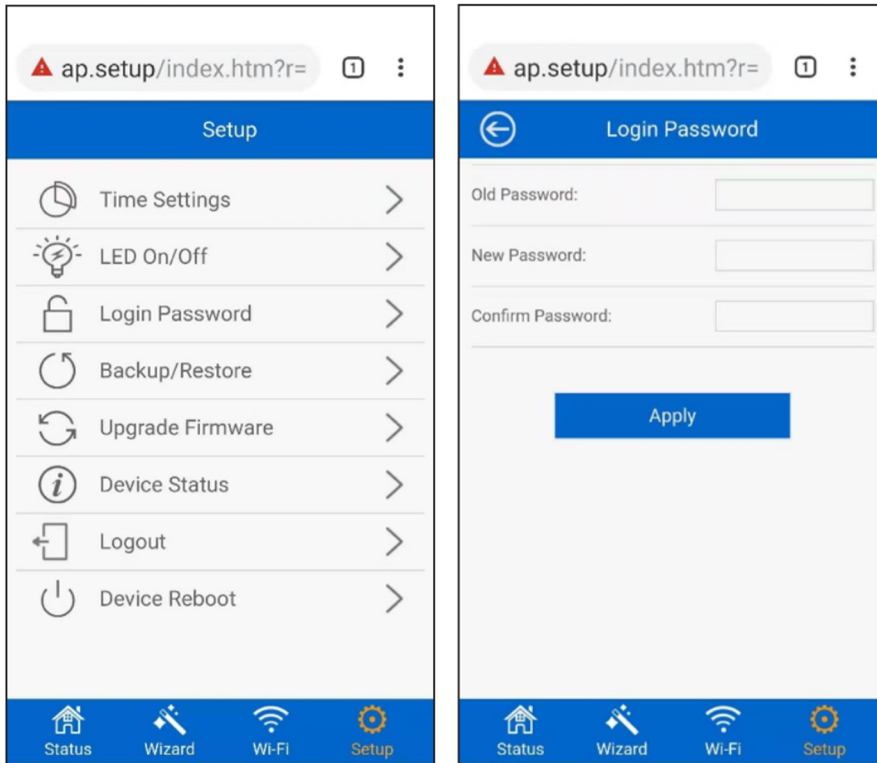 ap.setup/index.htm?r=
1
Setup
Time Settings
LED On/Off
Login Password
Backup/Restore
Upgrade Firmware
Device Status
Logout
Device Reboot
Status
Wizard
Wi-Fi
Setup
ap.setup/index.htm?r=
1
Login Password
Old Password:
New Password:
Confirm Password:
Apply
Status
Wizard
Wi-Fi
Setup